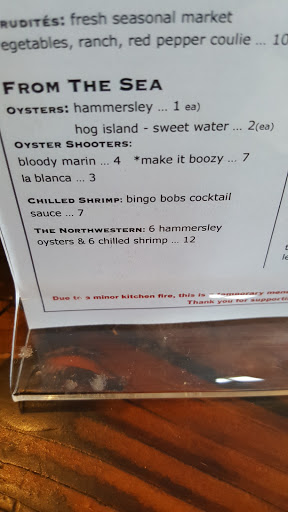 RUDITÉS: fresh seasonal market
egetables, ranch, red pepper coulie ... 10
FROM THE SEA
OYSTERS: hammersley ... 1 ea)
hog island - sweet water ... 2(ea)
OYSTER SHOOTERS:
bloody marin ... 4 *make it boozy ... 7
la blanca ... 3
CHILLED SHRIMP: bingo bobs cocktail
sauce ... 7
THE NORTHWESTERN: 6 hammersley
oysters & 6 chilled shrimp ... 12
Due to a minor kitchen fire, this is a temporary men
Thank you for supporti